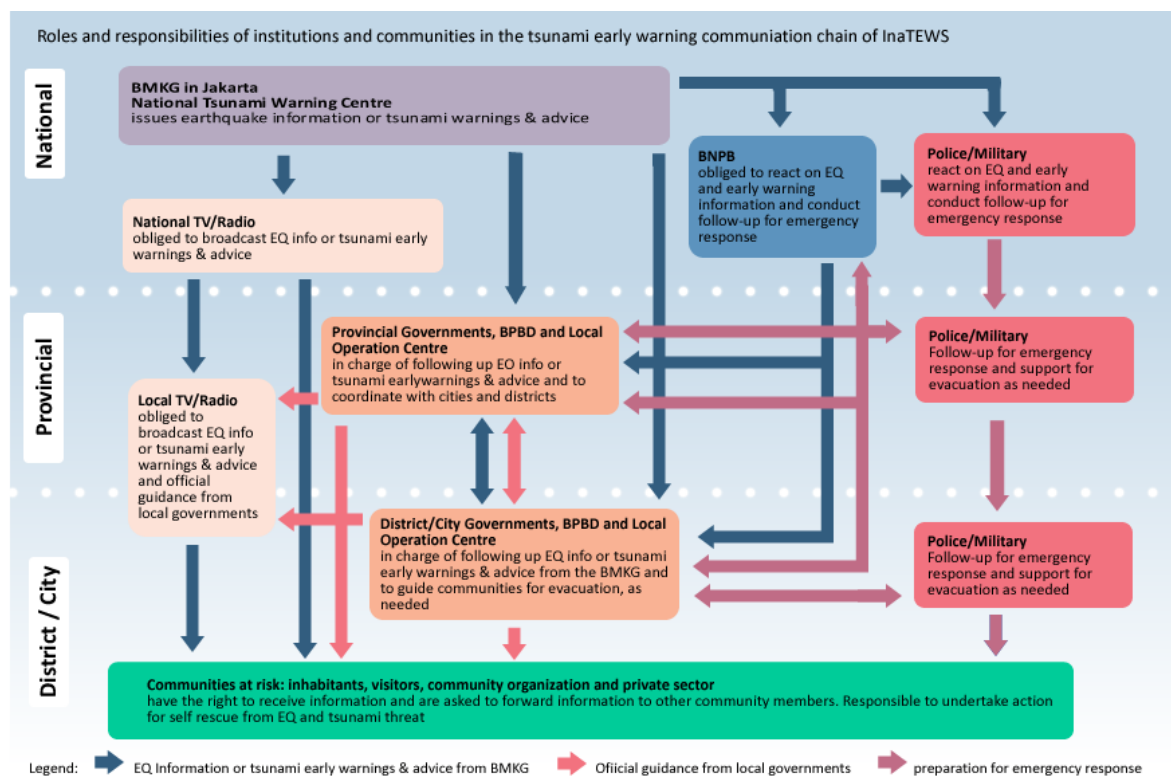 Roles and responsibilities of institutions and communities in the tsunami early warning communiation chain of InaTEWS
National
BMKG in Jakarta
National Tsunami Warning Centre
issues earthquake information or tsunami warnings & advice
BNPB
obliged to react on EQ
and early warning
information and conduct
follow-up for emergency
response
Police/Military
react on EQ and early
warning information and
conduct follow-up for
emergency response
National TV/Radio
obliged to broadcast EQ info or tsunami early
warnings & advice
Provincial
Provincial Governments, BPBD and Local
Operation Centre
in charge of following up EO info or
tsunami earlywarnings & advice and to
coordinate with cities and districts
Police/Military
Follow-up for emergency
response and support for
evacuation as needed
Local TV/Radio
obliged to
broadcast EQ info
or tsunami early
warnings & advice
and official
guidance from
local governments
District / City
District/City Governments, BPBD and Local
Operation Centre
in charge of following up EQ info or tsunami
early warnings & advice from the BMKG and
to guide communities for evacuation, as
needed
Police/Military
Follow-up for emergency
response and support for
evacuation as needed
Communities at risk: inhabitants, visitors, community organization and private sector
have the right to receive information and are asked to forward information to other community members. Responsible to undertake action
for self rescue from EQ and tsunami threat
Legend:
EQ Information or tsunami early warnings & advice from BMKG
Ofiicial guidance from local governments
preparation for emergency response